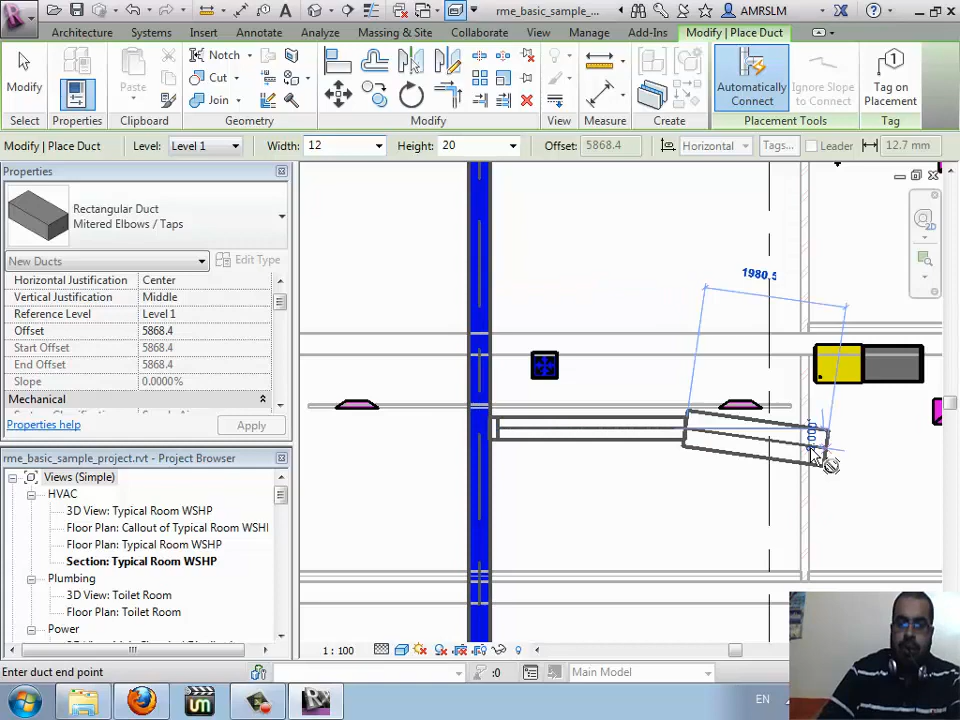 rme_basic_sample_...
AMRSLM
Architecture Systems Insert Annotate Analyze Massing & Site Collaborate View Manage Add-Ins Modify | Place Duct
Modify
Paste
Notch
Cut
Join
Automatically Connect
Ignore Slope to Connect
Tag on Placement
Select Properties Clipboard Geometry Modify View Measure Create Placement Tools Tag
Modify | Place Duct Level: Level 1 Width: 12 Height: 20 Offset: 5868.4 Horizontal Tags... Leader 12.7 mm
Properties
Rectangular Duct
Mitered Elbows / Taps
New Ducts Edit Type
Horizontal Justification Center
Vertical Justification Middle
Reference Level Level 1
Offset 5868.4
Start Offset 5868.4
End Offset 5868.4
Slope 0.0000%
Mechanical
Properties help Apply
rme_basic_sample_project.rvt - Project Browser
Views (Simple)
HVAC
3D View: Typical Room WSHP
Floor Plan: Callout of Typical Room WSHI
Floor Plan: Typical Room WSHP
Section: Typical Room WSHP
Plumbing
3D View: Toilet Room
Floor Plan: Toilet Room
Power
1980.5
2D
1 : 100
Enter duct end point
:0
Main Model
EN